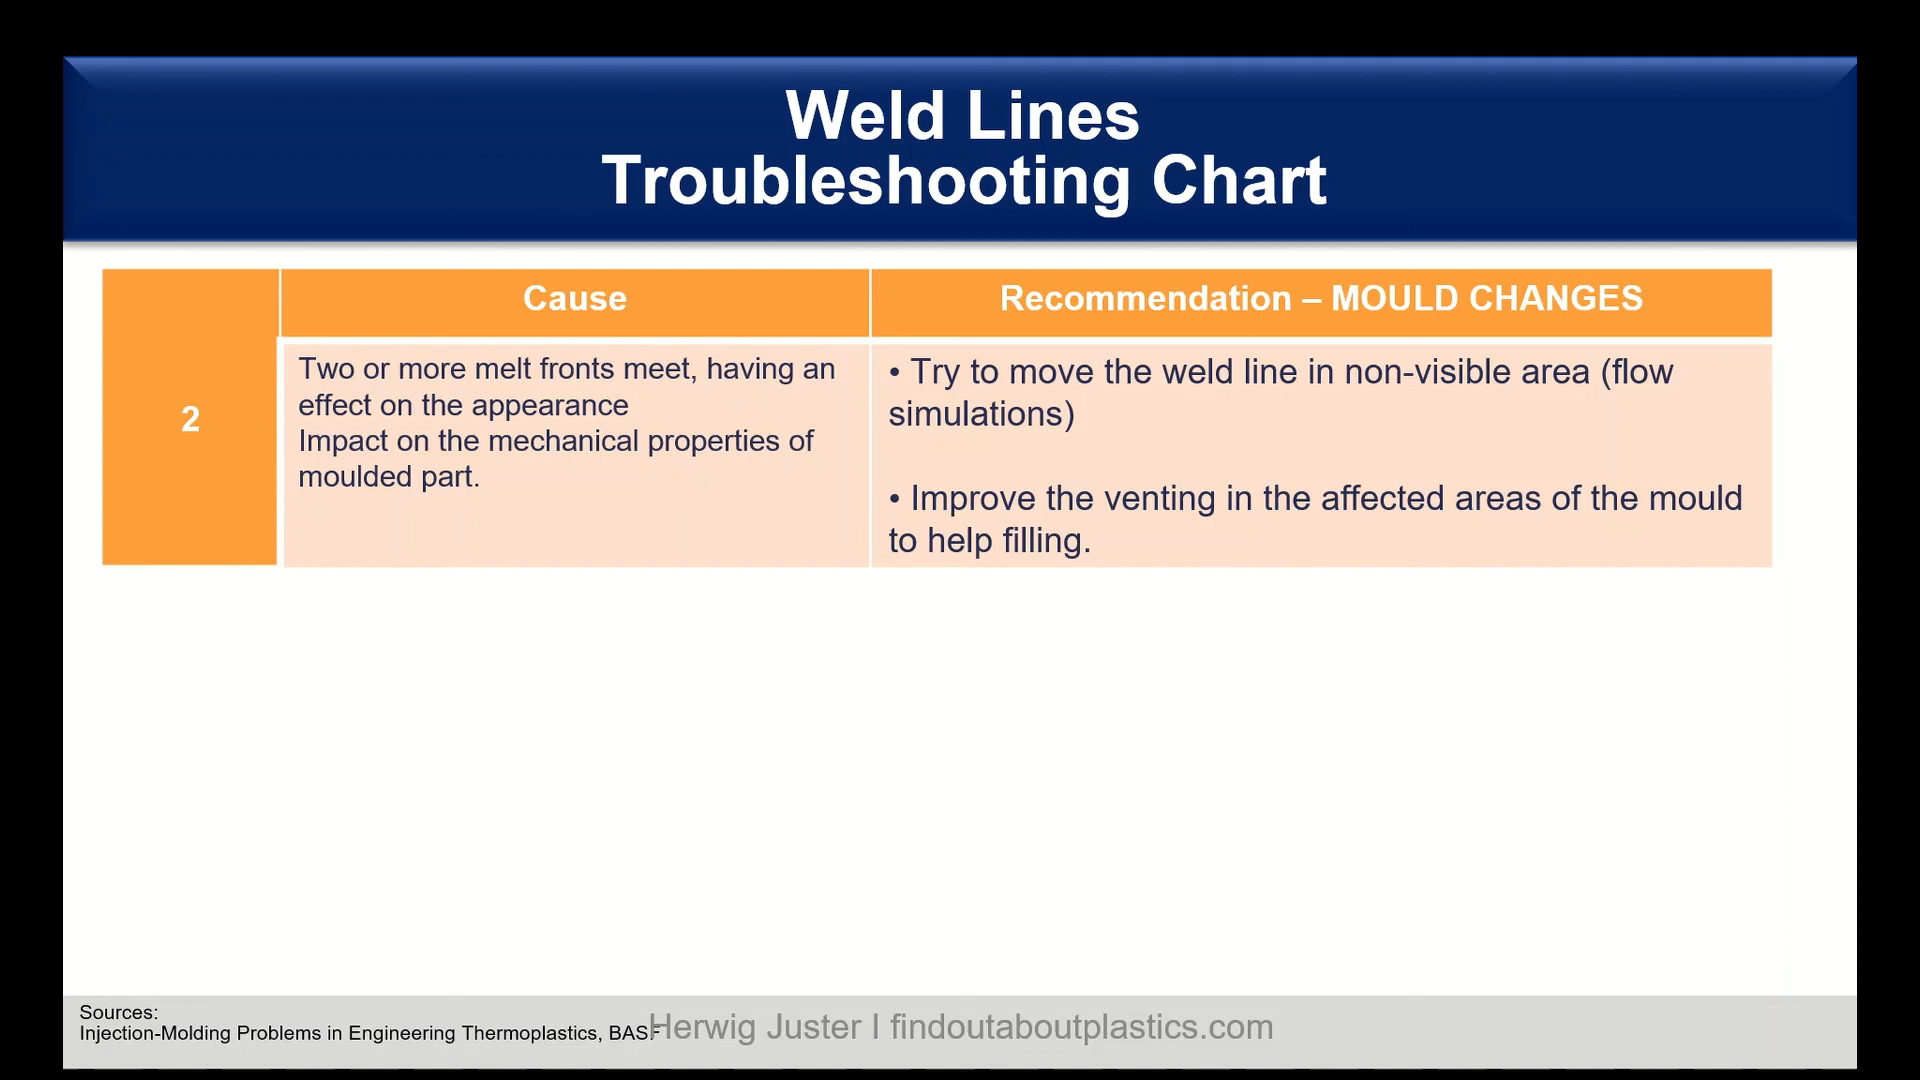 Weld Lines
Troubleshooting Chart
Cause
Recommendation – MOULD CHANGES
2
Two or more melt fronts meet, having an
effect on the appearance
Impact on the mechanical properties of
moulded part.
• Try to move the weld line in non-visible area (flow
simulations)
• Improve the venting in the affected areas of the mould
to help filling.
Sources:
Injection-Molding Problems in Engineering Thermoplastics, BASF
Herwig Juster I findoutaboutplastics.com